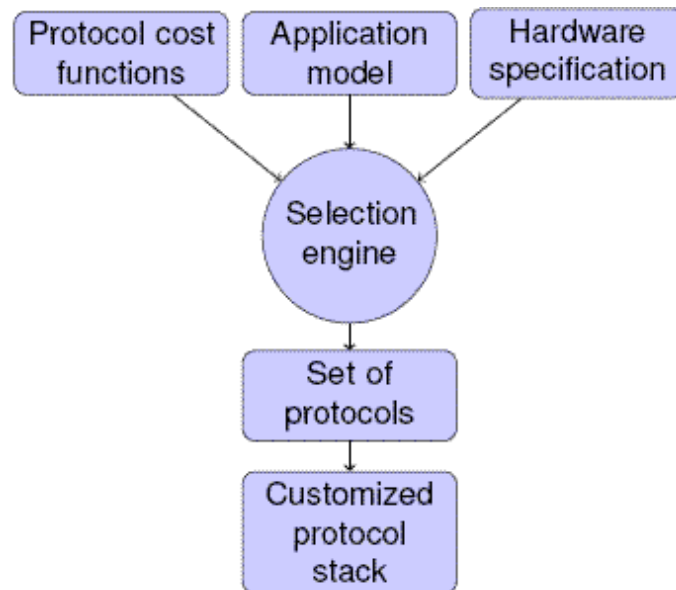 Protocol cost
functions
Application
model
Hardware
specification
Selection
engine
Set of
protocols
Customized
protocol
stack